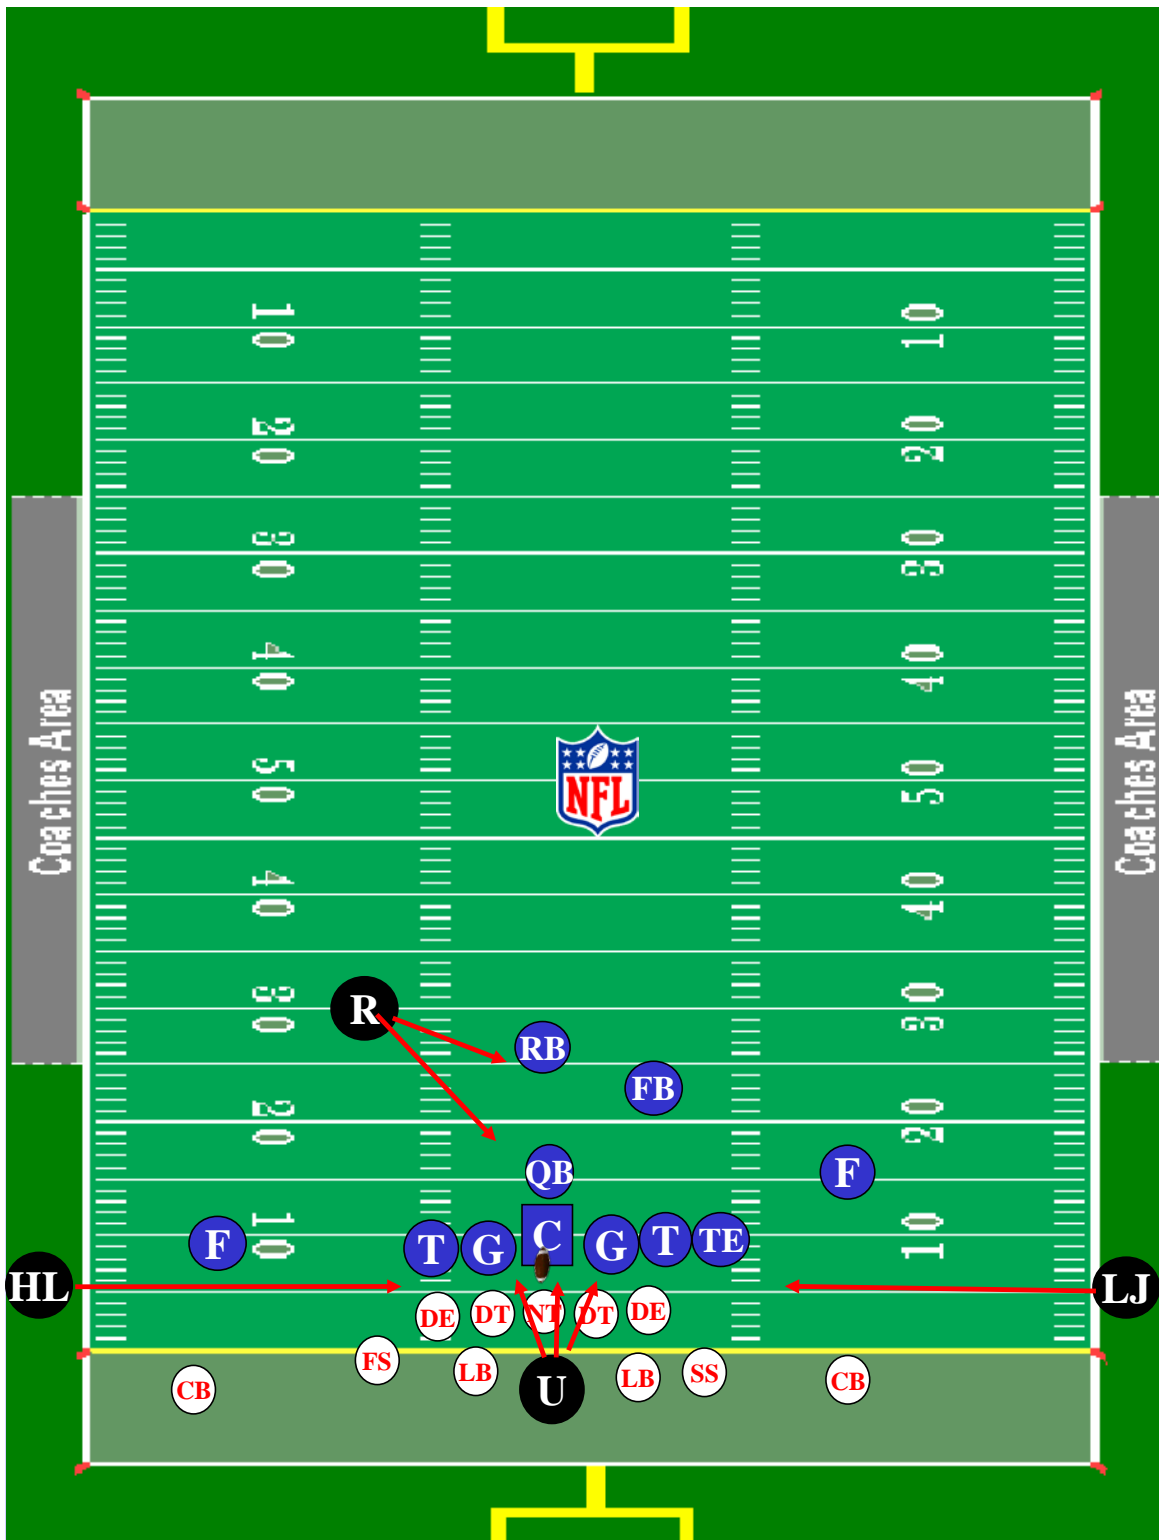 10 10
20 20
30 30
40 40
Coaches Area Coaches Area
50 50
NFL
40 40
R
30 30
RB
FB
20 20
QB
F
F T G C G T TE
10 10
HL LJ
DE DT NT DT DE
FS LB LB SS
CB U CB